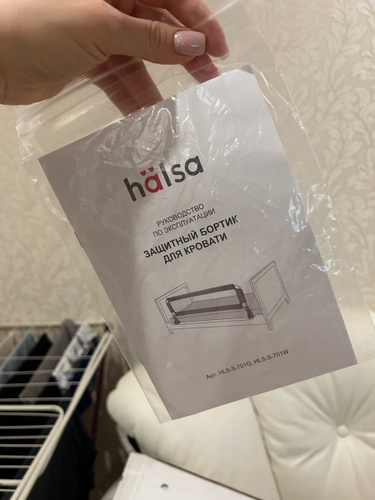 hälsa
РУКОВОДСТВО
ПО ЭКСПЛУАТАЦИИ
ЗАЩИТНЫЙ БОРТИК
ДЛЯ КРОВАТИ
Арт. HLS-S-701G, HLS-S-701W